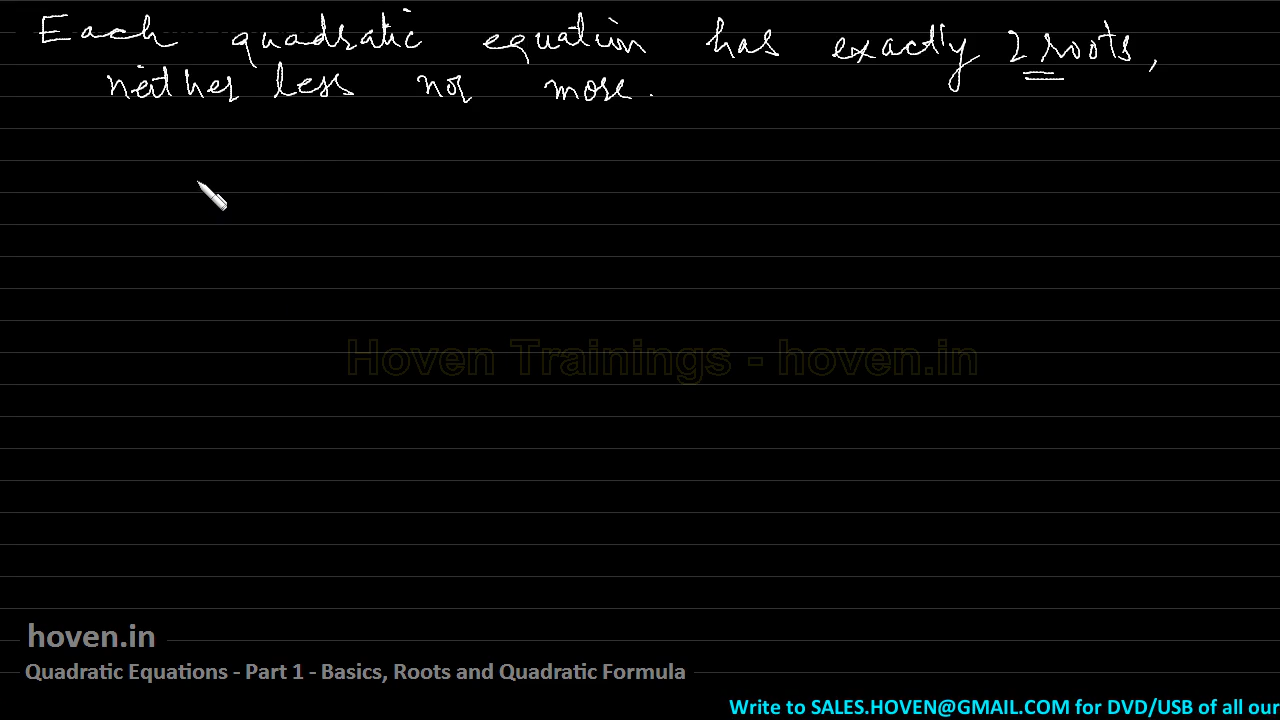 Each quadratic equation has exactly 2 roots,
neither less nor more.
Hoven Trainings - hoven.in
hoven.in
Quadratic Equations - Part 1 - Basics, Roots and Quadratic Formula
Write to SALES.HOVEN@GMAIL.COM for DVD/USB of all our